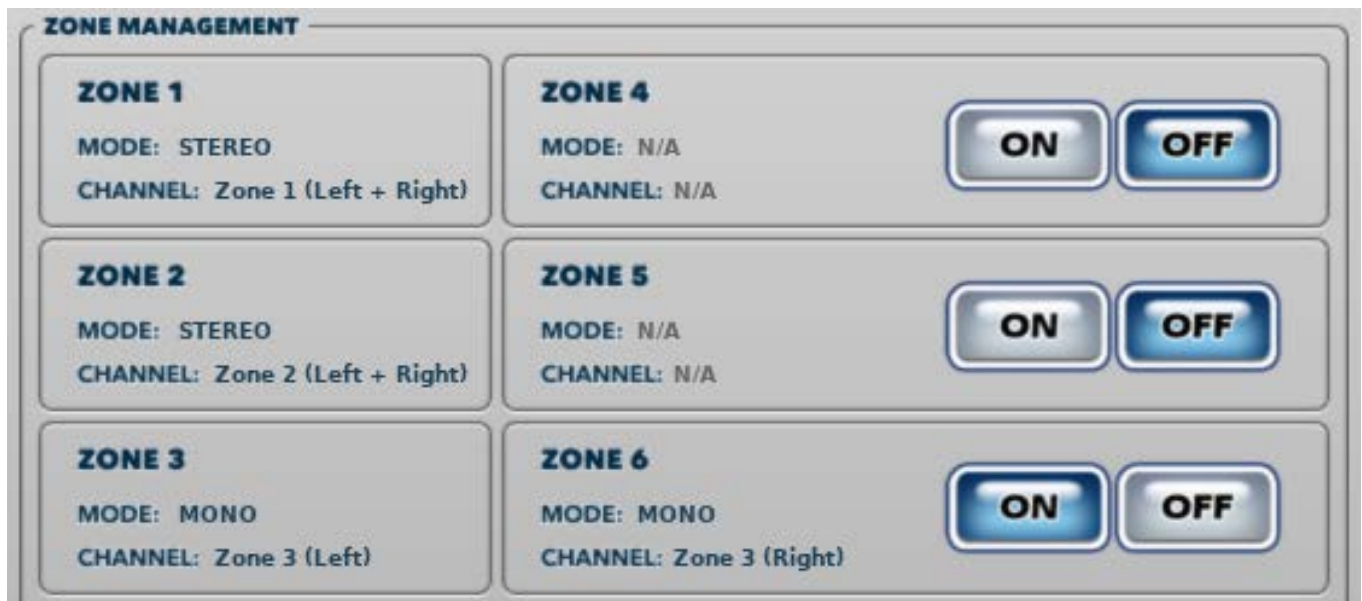 ZONE MANAGEMENT
ZONE 1
MODE: STEREO
CHANNEL: Zone 1 (Left + Right)
ZONE 4
MODE: N/A
CHANNEL: N/A
ON OFF
ZONE 2
MODE: STEREO
CHANNEL: Zone 2 (Left + Right)
ZONE 5
MODE: N/A
CHANNEL: N/A
ON OFF
ZONE 3
MODE: MONO
CHANNEL: Zone 3 (Left)
ZONE 6
MODE: MONO
CHANNEL: Zone 3 (Right)
ON OFF